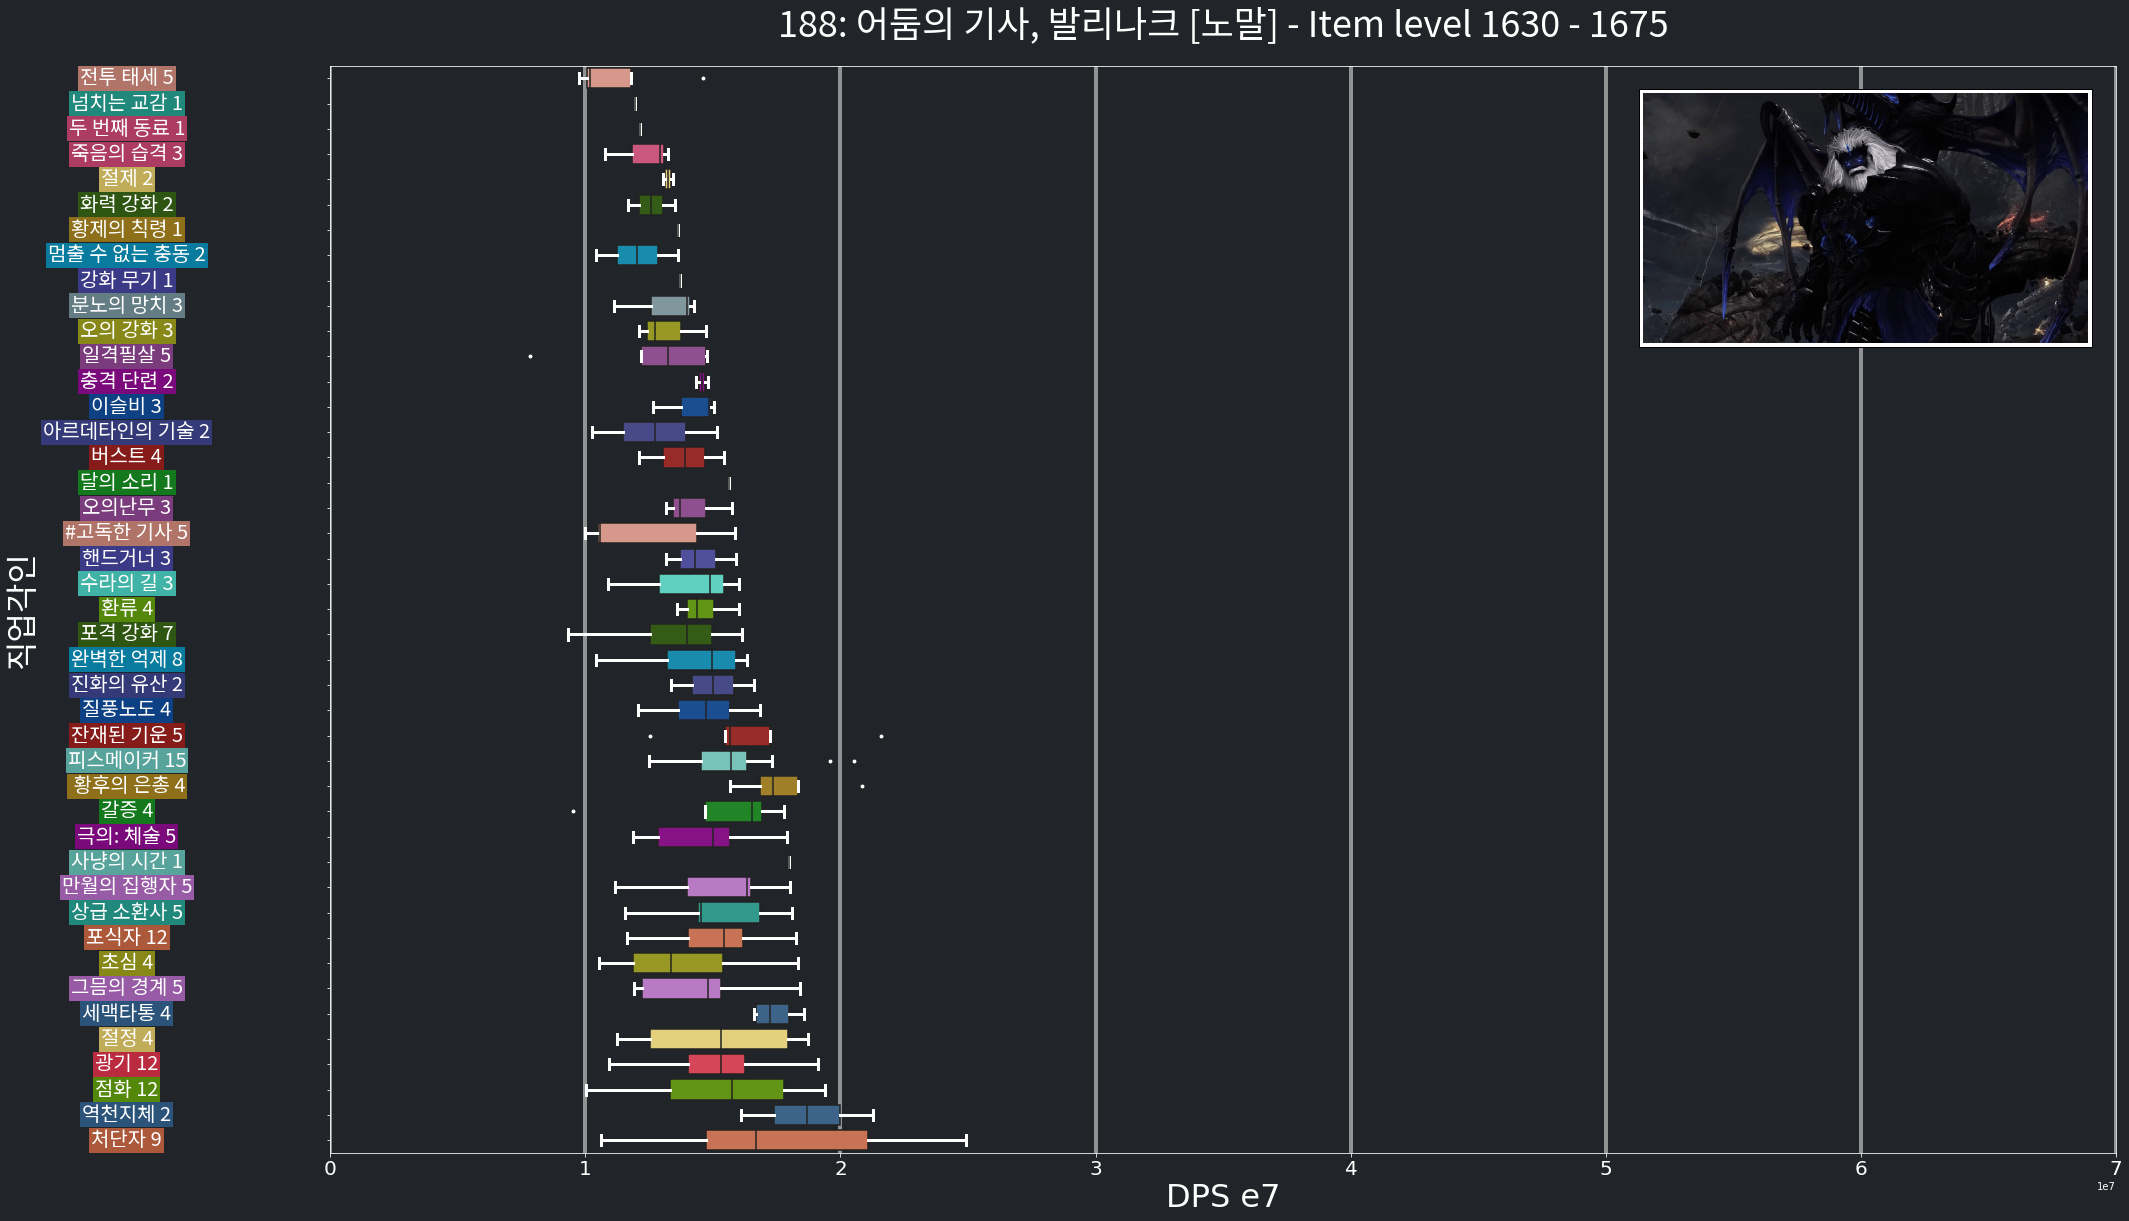 188: 어둠의 기사, 발리나크 [노말] - Item level 1630 - 1675
전투 태세 5
넘치는 교감 1
두 번째 동료 1
죽음의 습격 3
절제 2
화력 강화 2
황제의 칙령 1
멈출 수 없는 충동 2
강화 무기 1
분노의 망치 3
오의 강화 3
일격필살 5
충격 단련 2
이슬비 3
아르데타인의 기술 2
버스트 4
달의 소리 1
오의난무 3
#고독한 기사 5
핸드거너 3
수라의 길 3
환류 4
포격 강화 7
완벽한 억제 8
진화의 유산 2
질풍노도 4
잔재된 기운 5
피스메이커 15
황후의 은총 4
갈증 4
극의: 체술 5
사냥의 시간 1
만월의 집행자 5
상급 소환사 5
포식자 12
초심 4
그믐의 경계 5
세맥타통 4
절정 4
광기 12
점화 12
역천지체 2
처단자 9
직업각인
0 1 2 3 4 5 6 7
1e7
DPS e7